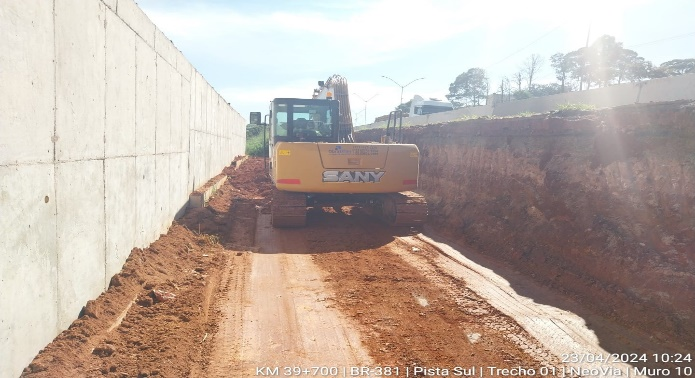 SANY
23/04/2024 10:24
KM 39+700 | BR-381 | Pista Sul | Trecho 01 | NeoVia | Muro 10